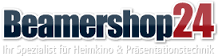 Beamershop24
Ihr Spezialist für Heimkino & Präsentationstechnik